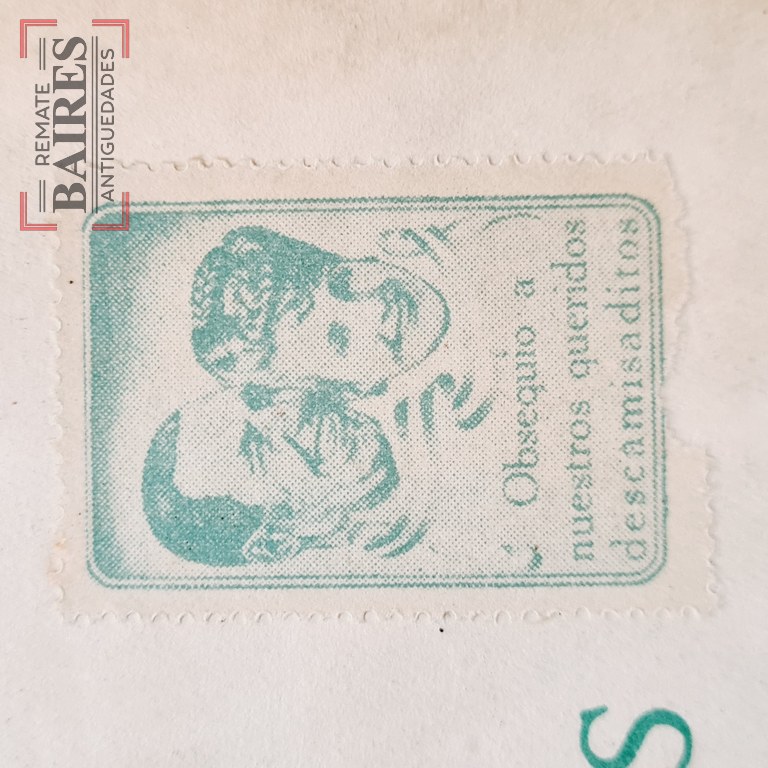 REMATE
BAIRES
ANTIGUEDADES
Obsequio a
nuestros queridos
descamisaditos
S